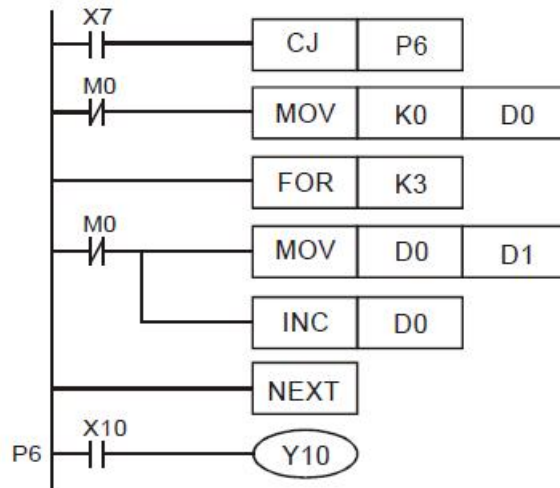 X7
CJ P6
M0
MOV K0 D0
FOR K3
M0
MOV D0 D1
INC D0
NEXT
X10
P6 Y10